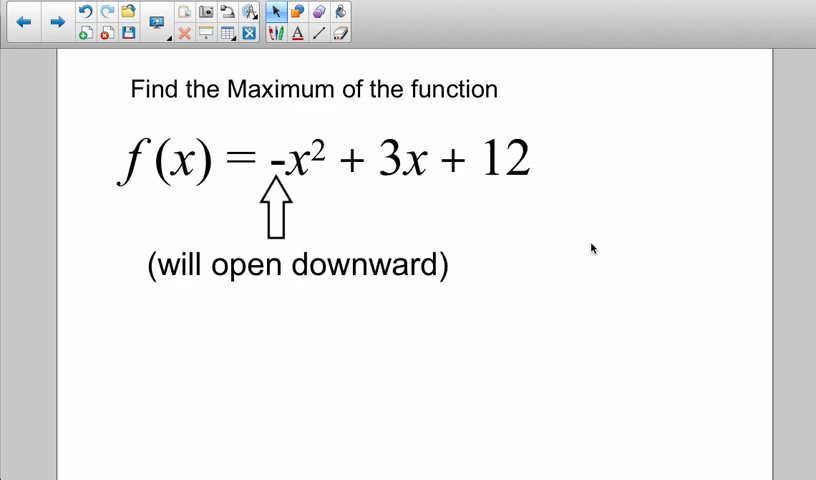 Find the Maximum of the function
f(x) = -x² + 3x + 12
(will open downward)